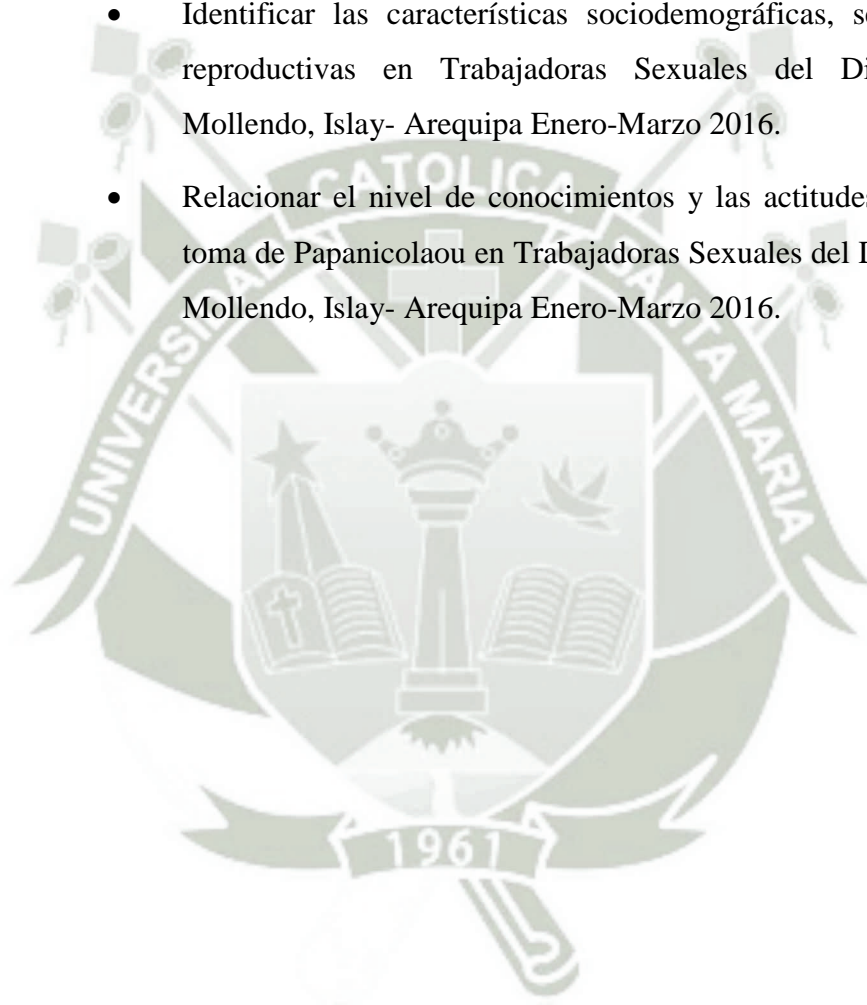 • Identificar las características sociodemográficas,
reproductivas en Trabajadoras Sexuales del
Mollendo, Islay- Arequipa Enero-Marzo 2016.
• Relacionar el nivel de conocimientos y las
toma de Papanicolaou en Trabajadoras Sexuales del
Mollendo, Islay- Arequipa Enero-Marzo 2016.
UNIVERSIDAD CATOLICA SANTA MARIA
1961